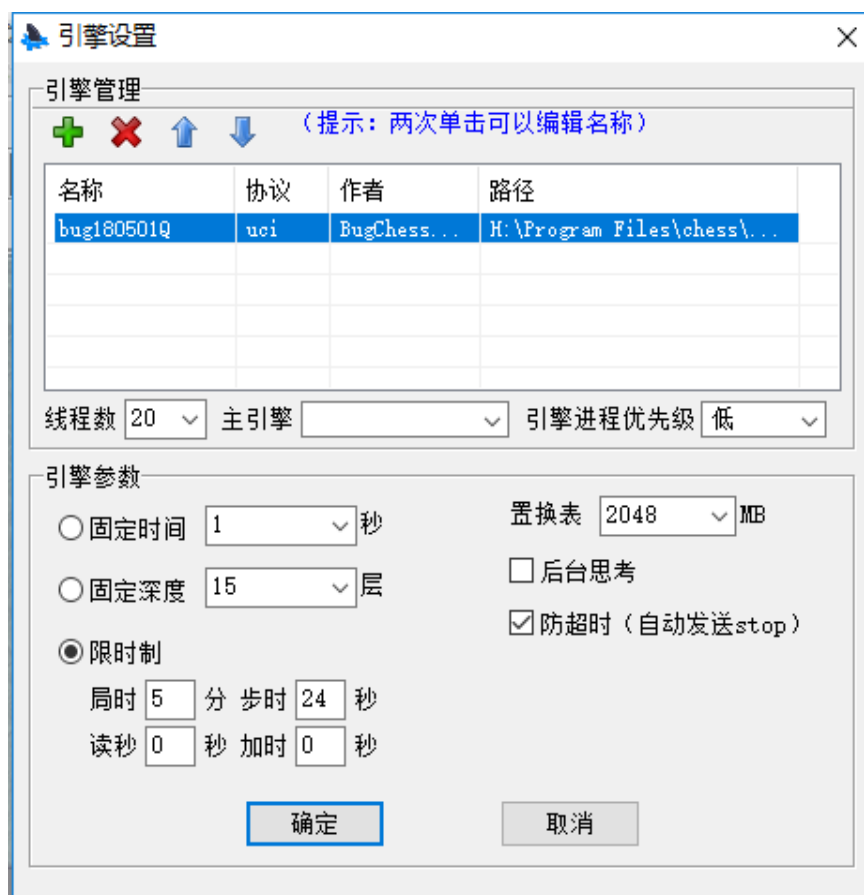 引擎设置
引擎管理
（提示：两次单击可以编辑名称）
名称 协议 作者 路径
bug180501Q uci BugChess... H:\Program Files\chess\...
线程数 20 主引擎 引擎进程优先级 低
引擎参数
固定时间 1 秒 置换表 2048 MB
固定深度 15 层 后台思考
防超时（自动发送stop）
限时制
局时 5 分 步时 24 秒
读秒 0 秒 加时 0 秒
确定 取消